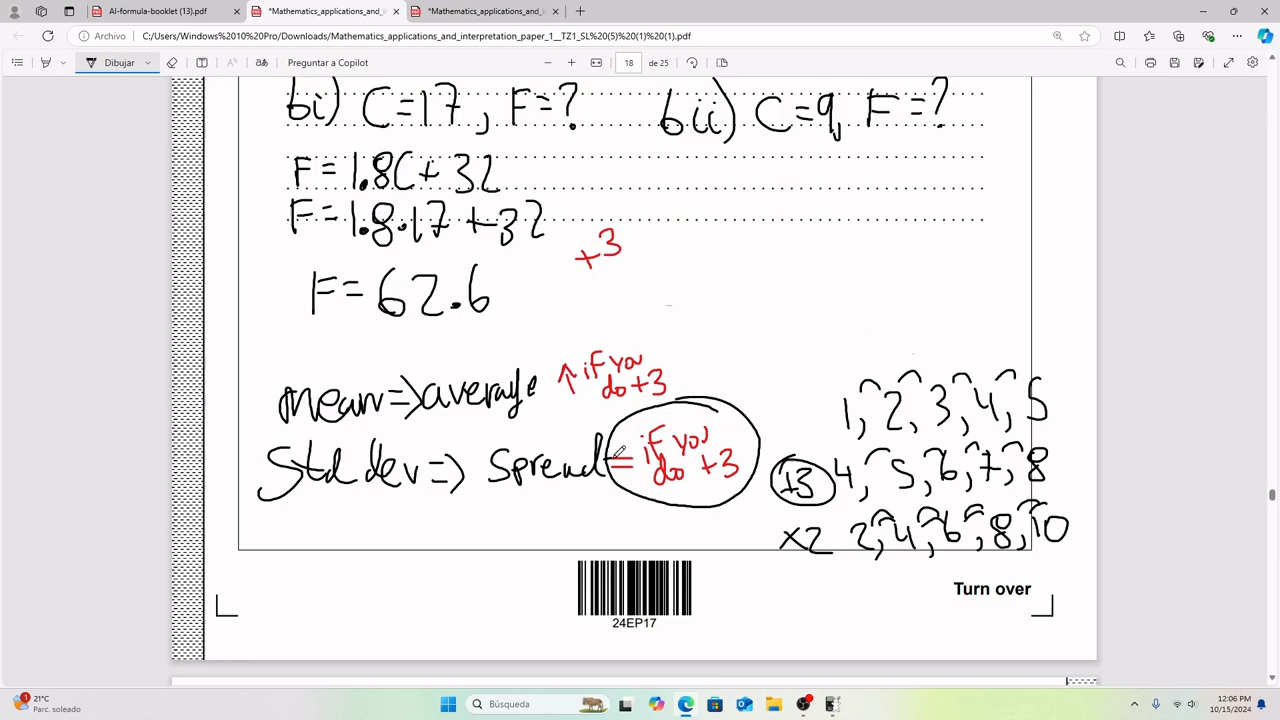 AI-formula-booklet (13).pdf
*Mathematics_applications_and_i
*Mathematics_applications_and_in
Archivo
C:/Users/Windows%2010%20Pro/Downloads/Mathematics_applications_and_interpretation_paper_1__TZ1_SL%20(5)%20(1)%20(1).pdf
Dibujar
Preguntar a Copilot
18
de 25
bi) C=17, F=?
bii) C=9, F=?
F=1.8C+32
F=1.8·17+32
+3
F=62.6
mean=>average ↑ if you
do +3
Std dev=> Spread = if you
do +3
1, 2, 3, 4, 5
+3 4, 5, 6, 7, 8
x2 2, 4, 6, 8, 10
Turn over
24EP17
21°C
Parc. soleado
Búsqueda
12:06 PM
10/15/2024